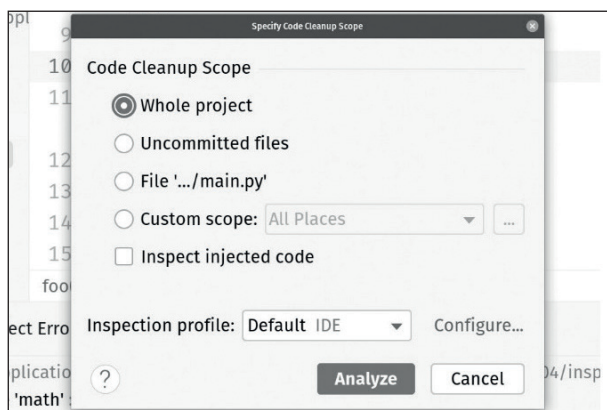 Specify Code Cleanup Scope
9
10
11
12
13
14
15
Code Cleanup Scope
Whole project
Uncommitted files
File '.../main.py'
Custom scope: All Places ...
Inspect injected code
Inspection profile: Default IDE Configure...
? Analyze Cancel
foo
ect Erro
plicatio
04/insp
'math'